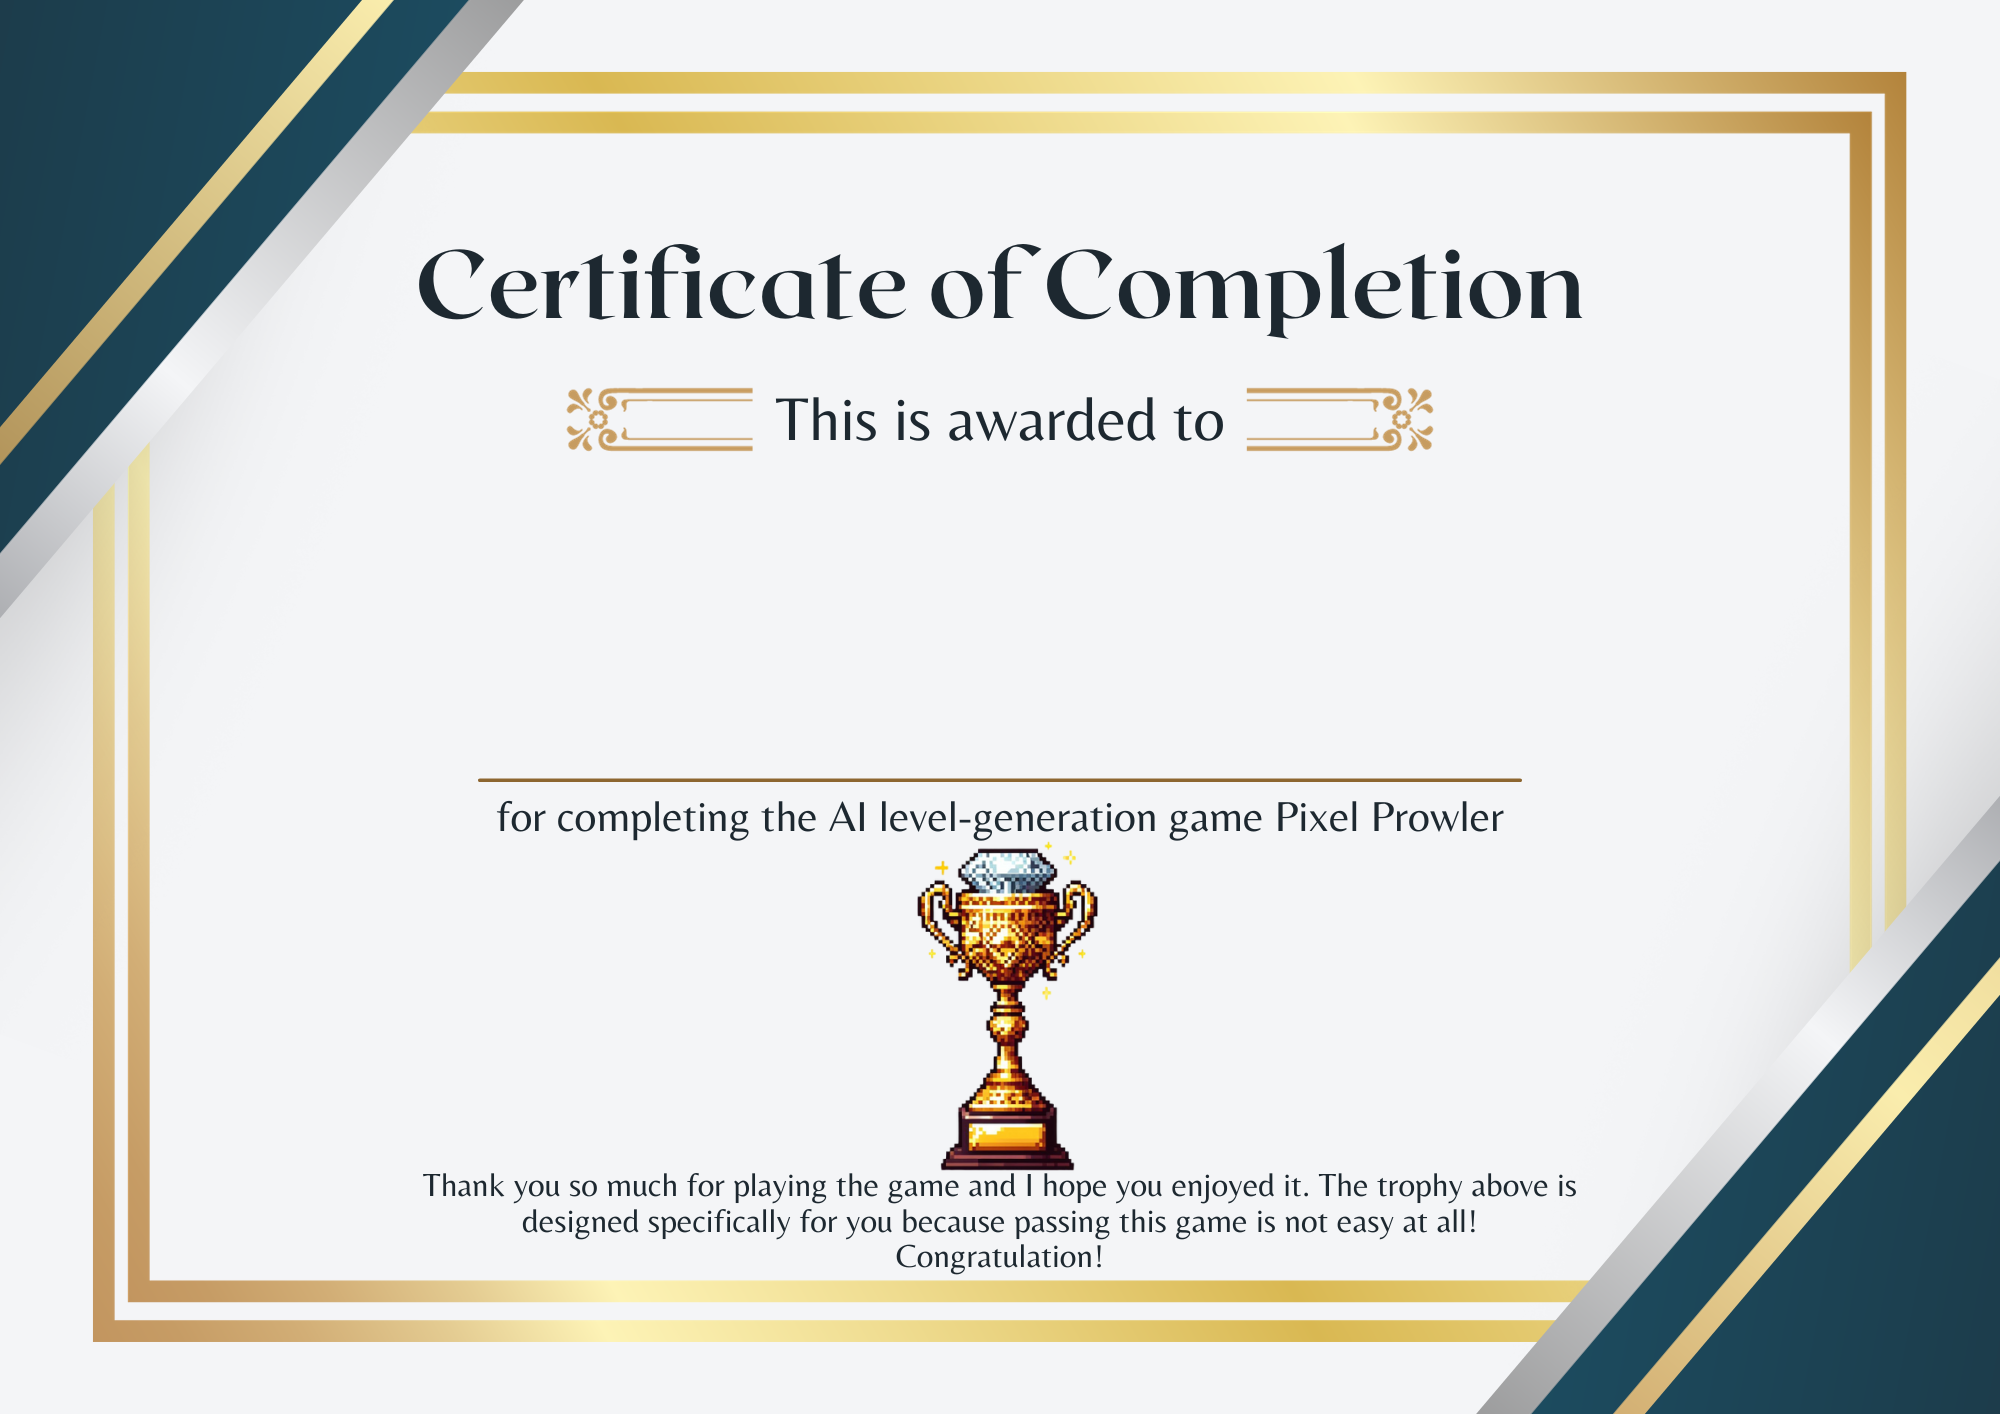 Certificate of Completion
This is awarded to
for completing the AI level-generation game Pixel Prowler
Thank you so much for playing the game and I hope you enjoyed it. The trophy above is
designed specifically for you because passing this game is not easy at all!
Congratulation!